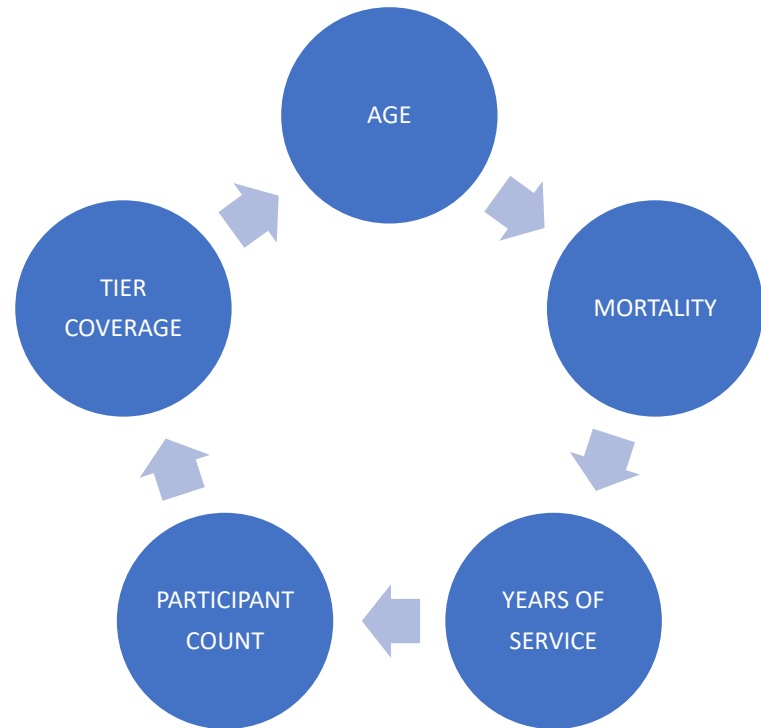 AGE
MORTALITY
YEARS OF
SERVICE
PARTICIPANT
COUNT
TIER
COVERAGE